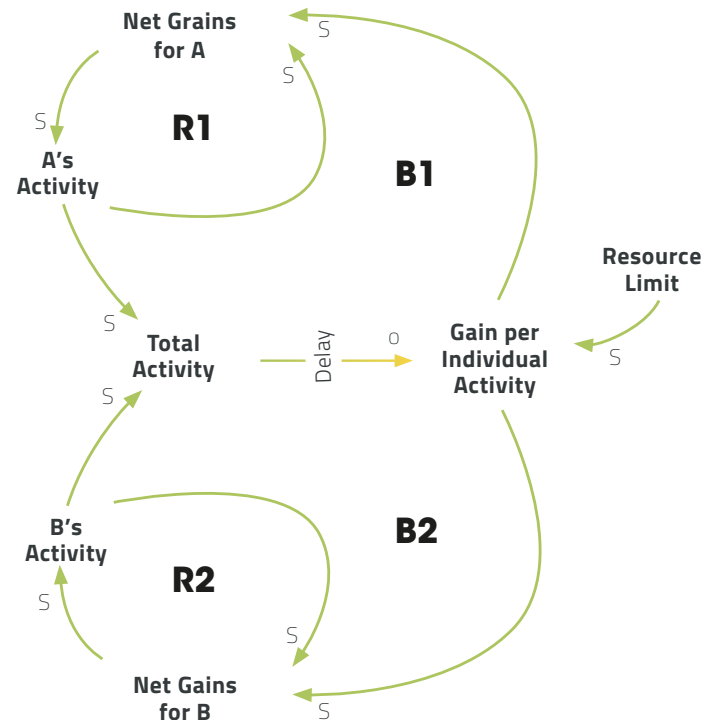 Net Grains
for A
S
S
S
R1
A's
Activity
B1
S
Resource
Limit
S
Total
Activity
Delay
o
Gain per
Individual
Activity
S
B's
Activity
R2
B2
S
S
Net Gains
for B
S